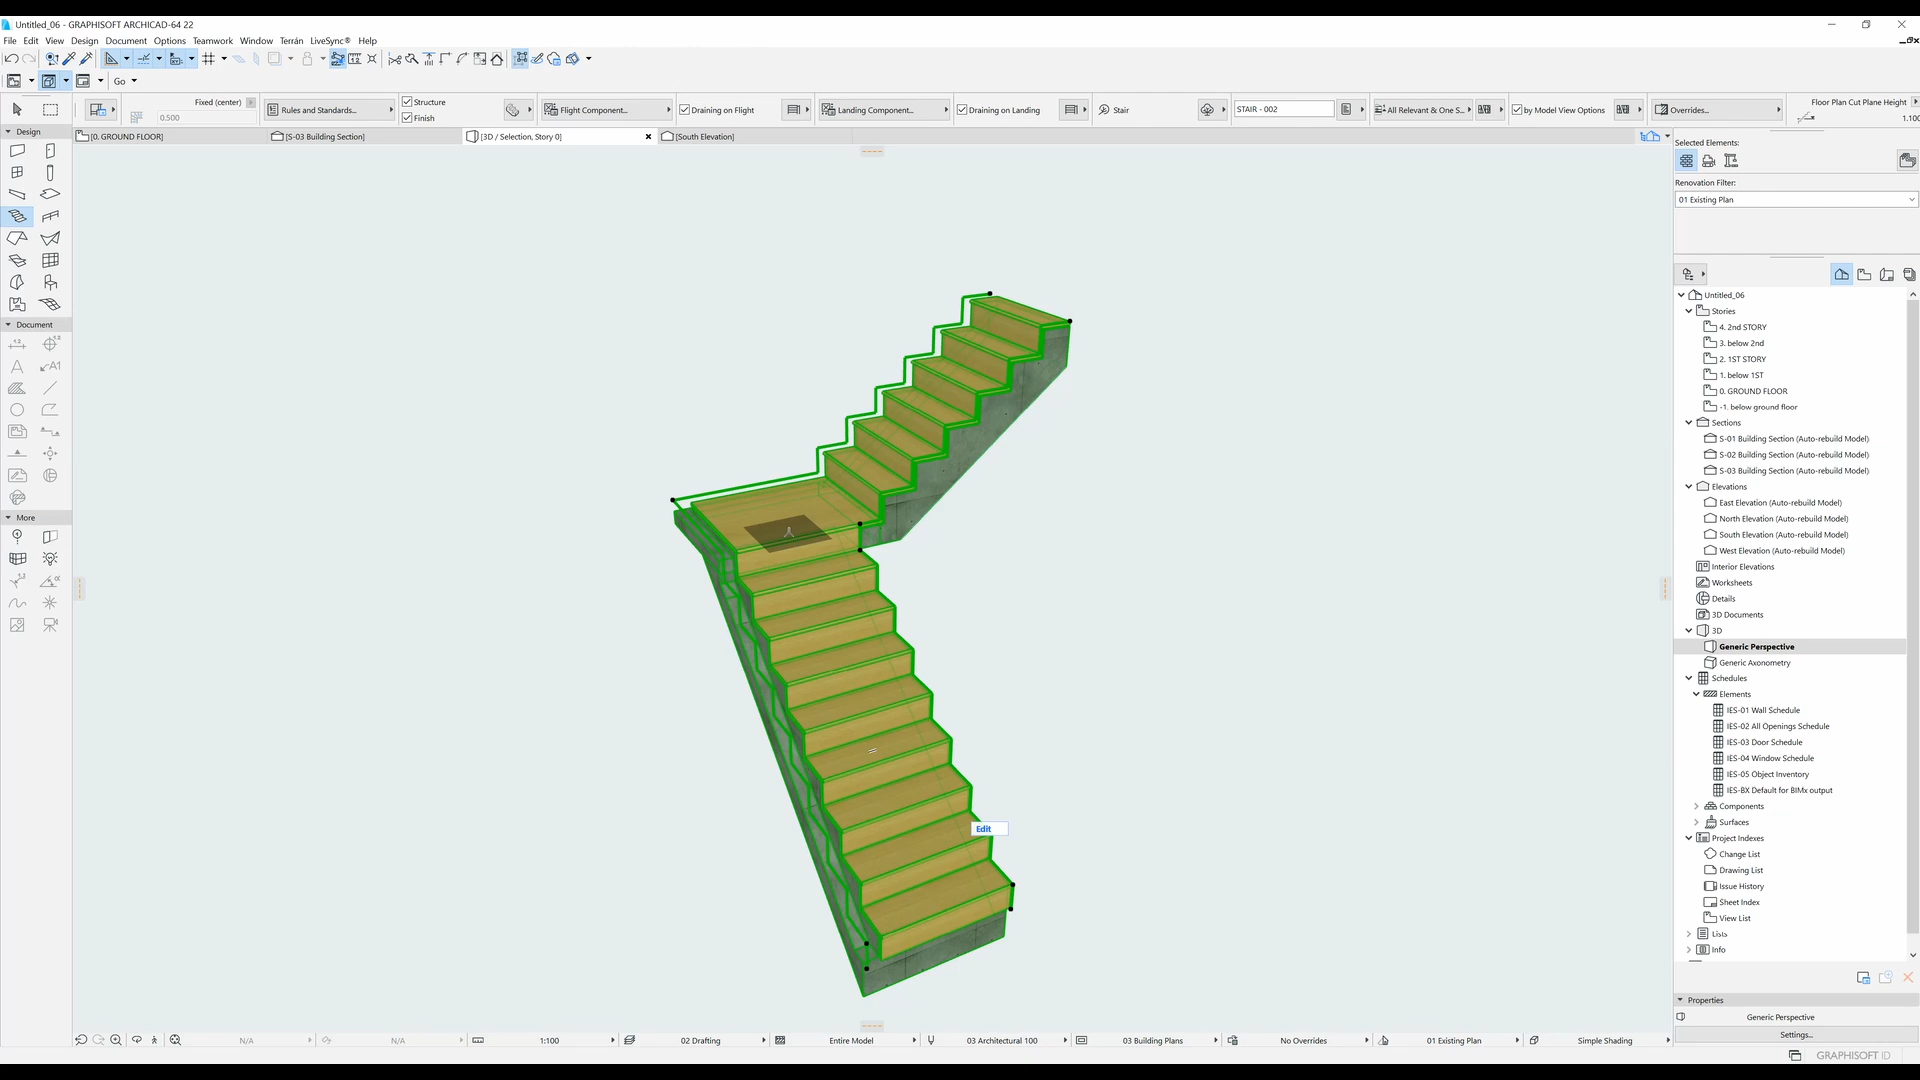 Untitled_06 - GRAPHISOFT ARCHICAD-64 22
File Edit View Design Document Options Teamwork Window Terrán LiveSync® Help
Go
Fixed (center)
0.500
Rules and Standards...
Structure
Finish
Flight Component...
Draining on Flight
Landing Component...
Draining on Landing
Stair
STAIR - 002
All Relevant & One S...
by Model View Options
Overrides...
Floor Plan Cut Plane Height
1.100
Design
[0. GROUND FLOOR]
[S-03 Building Section]
[3D / Selection, Story 0]
[South Elevation]
Document
More
Edit
Selected Elements:
Renovation Filter:
01 Existing Plan
Untitled_06
Stories
4. 2nd STORY
3. below 2nd
2. 1ST STORY
1. below 1ST
0. GROUND FLOOR
-1. below ground floor
Sections
S-01 Building Section (Auto-rebuild Model)
S-02 Building Section (Auto-rebuild Model)
S-03 Building Section (Auto-rebuild Model)
Elevations
East Elevation (Auto-rebuild Model)
North Elevation (Auto-rebuild Model)
South Elevation (Auto-rebuild Model)
West Elevation (Auto-rebuild Model)
Interior Elevations
Worksheets
Details
3D Documents
3D
Generic Perspective
Generic Axonometry
Schedules
Elements
IES-01 Wall Schedule
IES-02 All Openings Schedule
IES-03 Door Schedule
IES-04 Window Schedule
IES-05 Object Inventory
IES-BX Default for BIMx output
Components
Surfaces
Project Indexes
Change List
Drawing List
Issue History
Sheet Index
View List
Lists
Info
Properties
Generic Perspective
Settings...
N/A
N/A
1:100
02 Drafting
Entire Model
03 Architectural 100
03 Building Plans
No Overrides
01 Existing Plan
Simple Shading
GRAPHISOFT ID